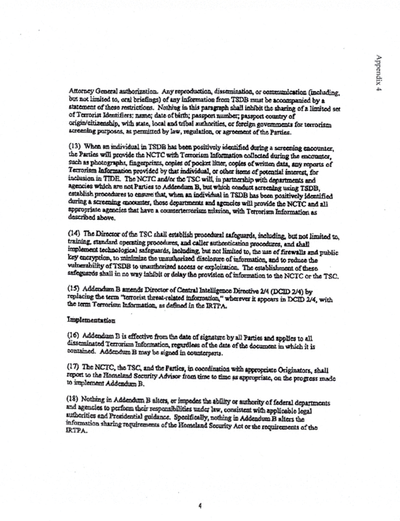 Appendix 4
Attorney General authorization. Any reproduction, dissemination, or communication (including,
but not limited to, oral briefings) of any information from TSDB must be accompanied by a
statement of these restrictions. Nothing in this paragraph shall inhibit the sharing of a limited set
of Terrorist Identifiers: name; date of birth; passport number; passport country of
origin/citizenship, with state, local and tribal authorities, or foreign governments for terrorism
screening purposes, as permitted by law, regulation, or agreement of the Parties.
(13) When an individual in TSDB has been positively identified during a screening encounter,
the Parties will provide the NCTC with Terrorism Information collected during the encounter,
such as photographs, fingerprints, copies of pocket litter, copies of written data, any reports of
Terrorism Information provided by that individual, or other items of potential interest, for
inclusion in TIDE. The NCTC and/or the TSC will, in partnership with departments and
agencies which are not Parties to Addendum B, but which conduct screening using TSDB,
establish procedures to ensure that, when an individual in TSDB has been positively identified
during a screening encounter, those departments and agencies will provide the NCTC and all
appropriate agencies that have a counterterrorism mission, with Terrorism Information as
described above.
(14) The Director of the TSC shall establish procedural safeguards, including, but not limited to,
training, standard operating procedures, and caller authentication procedures, and shall
implement technological safeguards, including, but not limited to, the use of firewalls and public
key encryption, to minimize the unauthorized disclosure of information, and to reduce the
vulnerability of TSDB to unauthorized access or exploitation. The establishment of these
safeguards shall in no way inhibit or delay the provision of information to the NCTC or the TSC.
(15) Addendum B amends Director of Central Intelligence Directive 2/4 (DCID 2/4) by
replacing the term "terrorist threat-related information," wherever it appears in DCID 2/4, with
the term Terrorism Information, as defined in the IRTPA.
Implementation
(16) Addendum B is effective from the date of signature by all Parties and applies to all
disseminated Terrorism Information, regardless of the date of the document in which it is
contained. Addendum B may be signed in counterparts.
(17) The NCTC, the TSC, and the Parties, in coordination with appropriate Originators, shall
report to the Homeland Security Advisor from time to time as appropriate, on the progress made
to implement Addendum B.
(18) Nothing in Addendum B alters, or impedes the ability or authority of federal departments
and agencies to perform their responsibilities under law, consistent with applicable legal
authorities and Presidential guidance. Specifically, nothing in Addendum B alters the
information sharing requirements of the Homeland Security Act or the requirements of the
IRTPA.
4